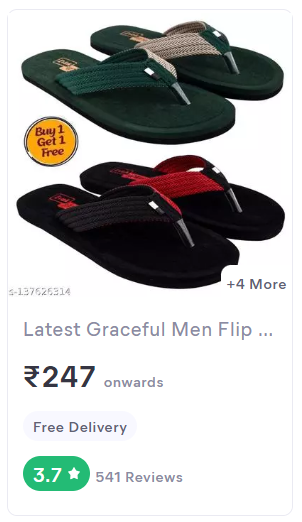 Buy 1
Get 1
Free
+4 More
s-137626314
Latest Graceful Men Flip ...
₹247 onwards
Free Delivery
3.7 ★ 541 Reviews